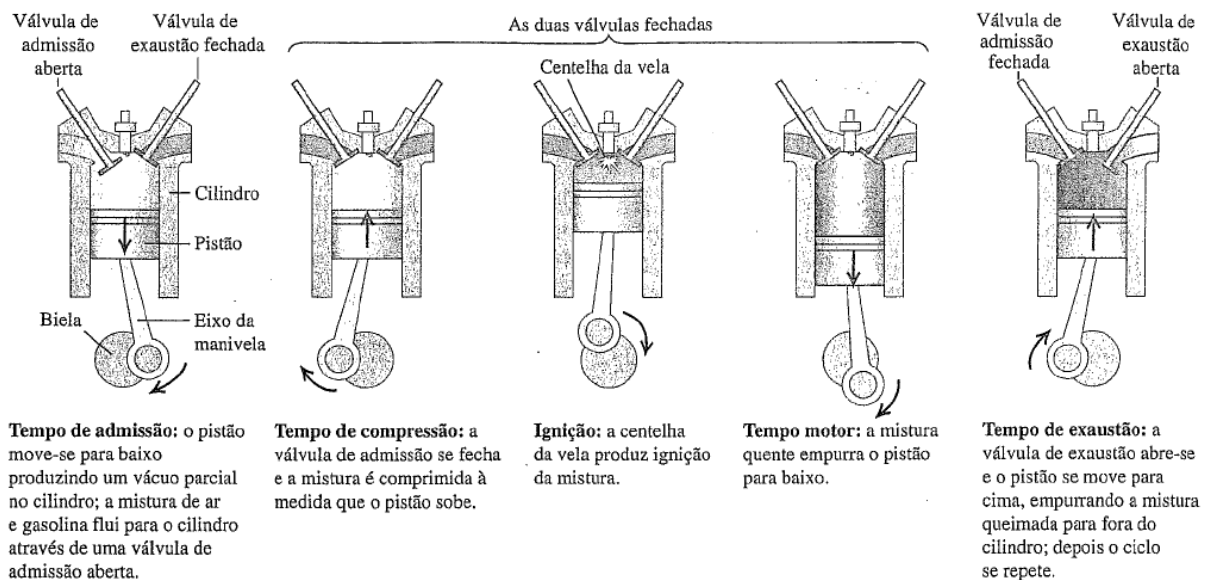 Válvula de
admissão
aberta
Válvula de
exaustão fechada
As duas válvulas fechadas
Centelha da vela
Válvula de
admissão
fechada
Válvula de
exaustão
aberta
Cilindro
Pistão
Biela
Eixo da
manivela
Tempo de admissão: o pistão
move-se para baixo
produzindo um vácuo parcial
no cilindro; a mistura de ar
e gasolina flui para o cilindro
através de uma válvula de
admissão aberta.
Tempo de compressão: a
válvula de admissão se fecha
e a mistura é comprimida à
medida que o pistão sobe.
Ignição: a centelha
da vela produz ignição
da mistura.
Tempo motor: a mistura
quente empurra o pistão
para baixo.
Tempo de exaustão: a
válvula de exaustão abre-se
e o pistão se move para
cima, empurrando a mistura
queimada para fora do
cilindro; depois o ciclo
se repete.